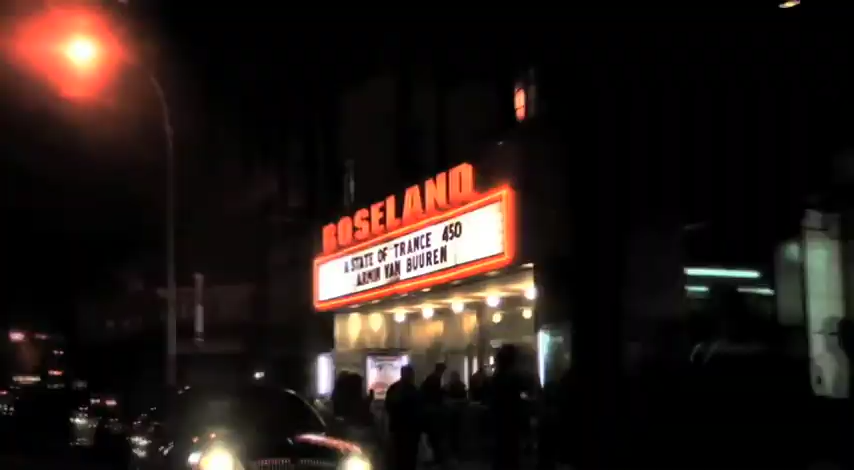 ROSELAND
A STATE OF TRANCE 450
ARMIN VAN BUUREN